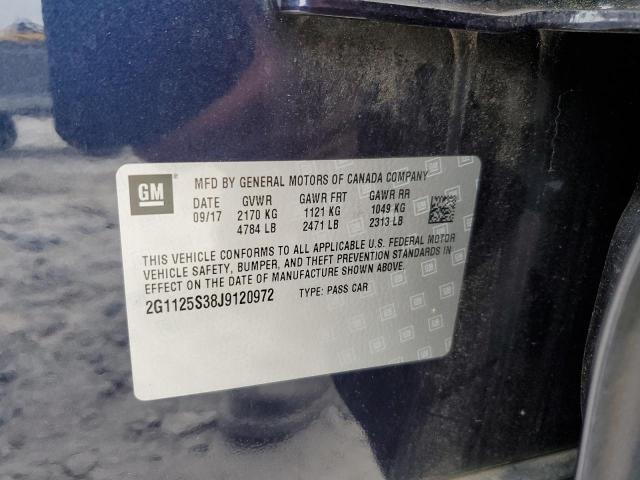 GM
MFD BY GENERAL MOTORS OF CANADA COMPANY
DATE GVWR GAWR FRT GAWR RR
09/17 2170 KG 1121 KG 1049 KG
4784 LB 2471 LB 2313 LB
THIS VEHICLE CONFORMS TO ALL APPLICABLE U.S. FEDERAL MOTOR
VEHICLE SAFETY, BUMPER, AND THEFT PREVENTION STANDARDS IN
EFFECT ON THE DATE OF MANUFACTURE SHOWN ABOVE.
2G1125S38J9120972 TYPE: PASS CAR